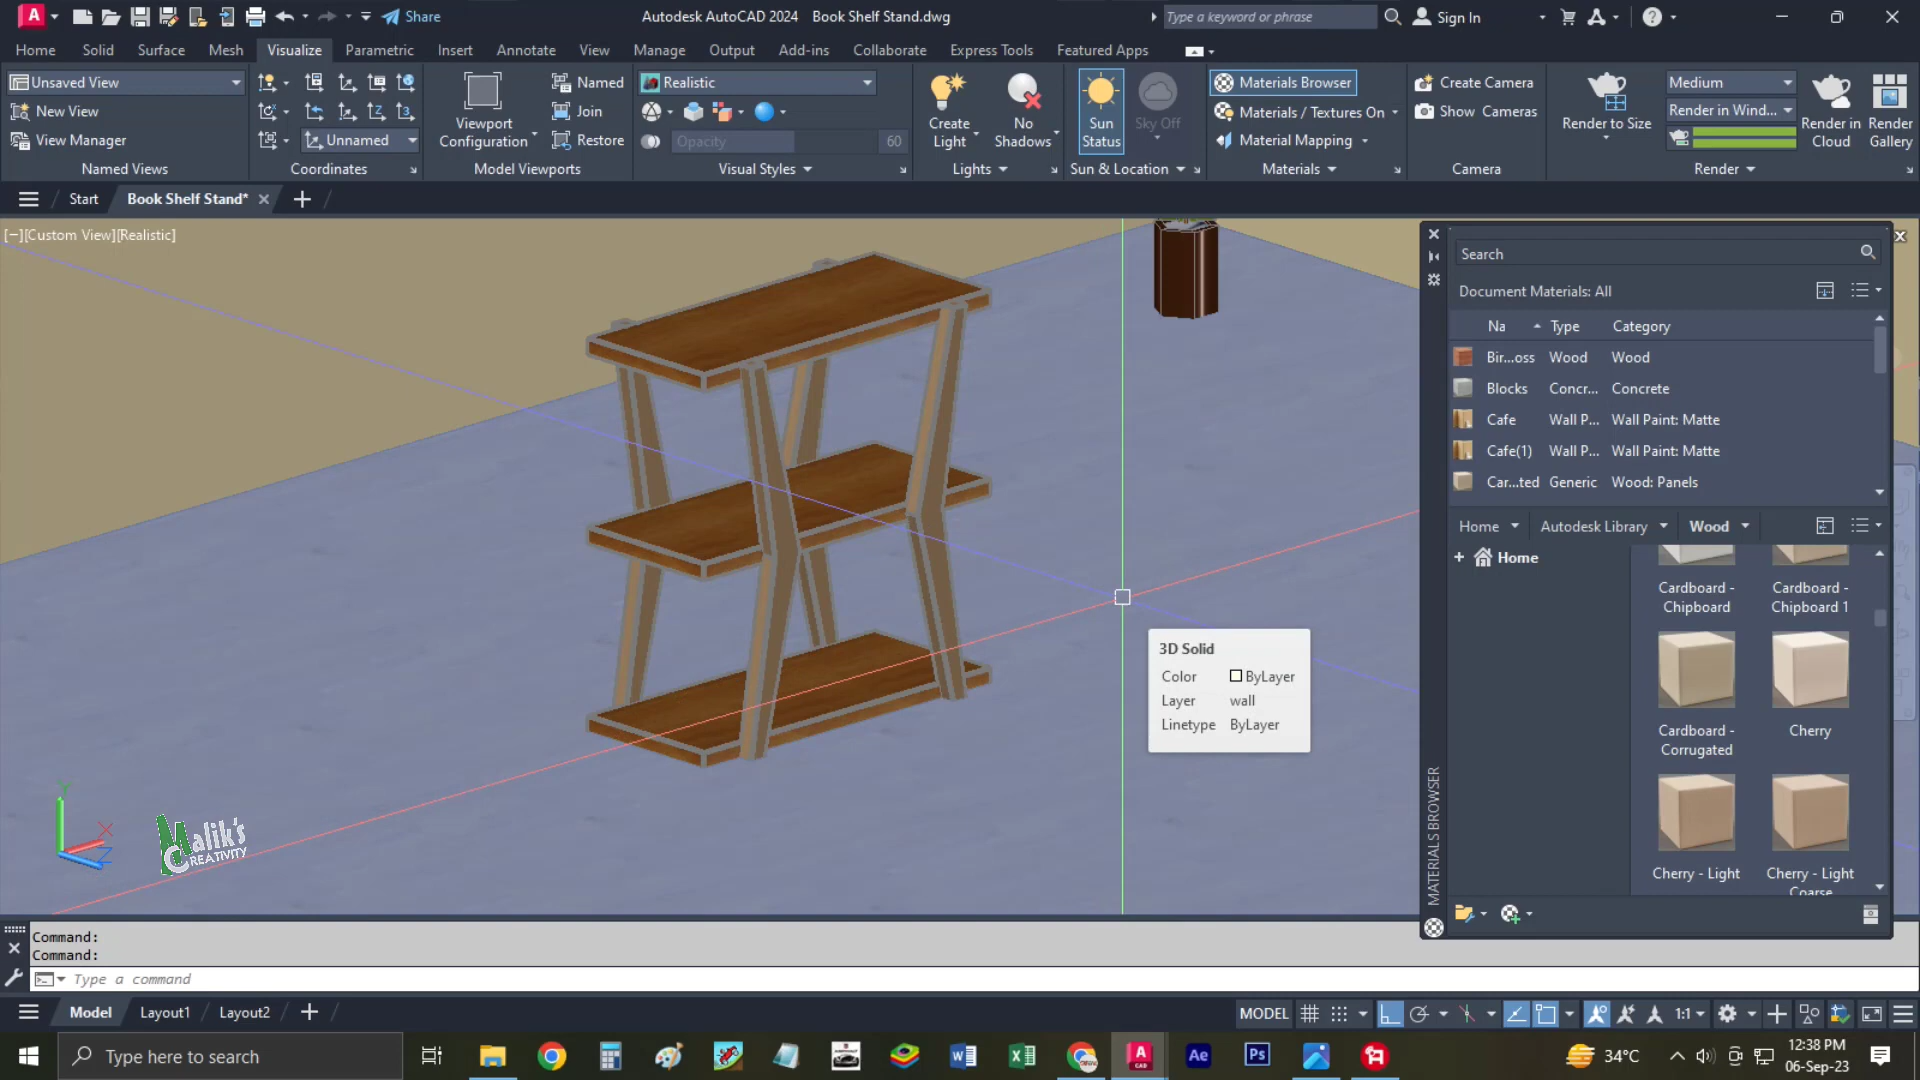 Share
Autodesk AutoCAD 2024 Book Shelf Stand.dwg
Type a keyword or phrase
Sign In
Home Solid Surface Mesh Visualize Parametric Insert Annotate View Manage Output Add-ins Collaborate Express Tools Featured Apps
Unsaved View
New View
View Manager
Named Views
Unnamed
Coordinates
Viewport
Configuration
Named
Join
Restore
Model Viewports
Realistic
Opacity 60
Visual Styles
Create
Light
No
Shadows
Lights
Sun
Status
Sky Off
Sun & Location
Materials Browser
Materials / Textures On
Material Mapping
Materials
Create Camera
Show Cameras
Camera
Render to Size
Medium
Render in Wind...
Render in
Cloud
Render
Gallery
Render
Start
Book Shelf Stand*
[−][Custom View][Realistic]
3D Solid
Color ByLayer
Layer wall
Linetype ByLayer
Y
X
Z
Malik's
CREATIVITY
Search
Document Materials: All
Na Type Category
Bir...oss Wood Wood
Blocks Concr... Concrete
Cafe Wall P... Wall Paint: Matte
Cafe(1) Wall P... Wall Paint: Matte
Car...ted Generic Wood: Panels
Home Autodesk Library Wood
Home
Cardboard -
Chipboard
Cardboard -
Chipboard 1
Cardboard -
Corrugated
Cherry
Cherry - Light
Cherry - Light
Coarse
MATERIALS BROWSER
Command:
Command:
Type a command
Model Layout1 Layout2
MODEL
1:1
Type here to search
34°C
12:38 PM
06-Sep-23